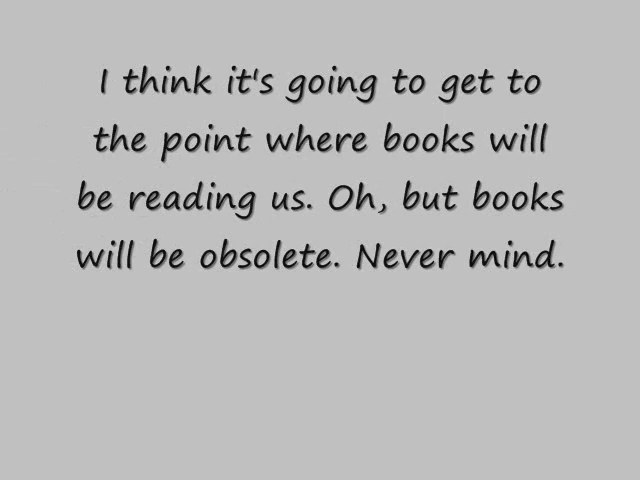 I think it's going to get to
the point where books will
be reading us. Oh, but books
will be obsolete. Never mind.